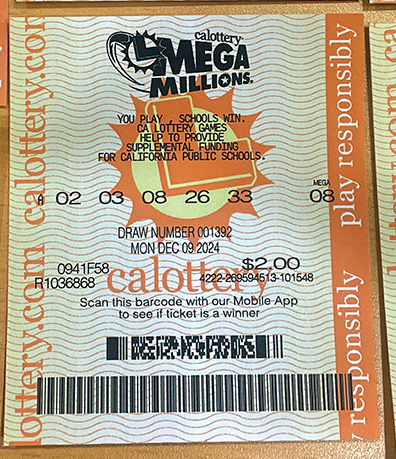 calottery
MEGA
MILLIONS.
YOU PLAY , SCHOOLS WIN.
CA LOTTERY GAMES
HELP TO PROVIDE
SUPPLEMENTAL FUNDING
FOR CALIFORNIA PUBLIC SCHOOLS.
MEGA
A 02 03 08 26 33 08
DRAW NUMBER 001392
MON DEC 09 2024
$2.00
0941F58
4222-269594513-101548
R1036868
calottery
Scan this barcode with our Mobile App
to see if ticket is a winner
lottery.com calottery.com
play responsibly
responsibly